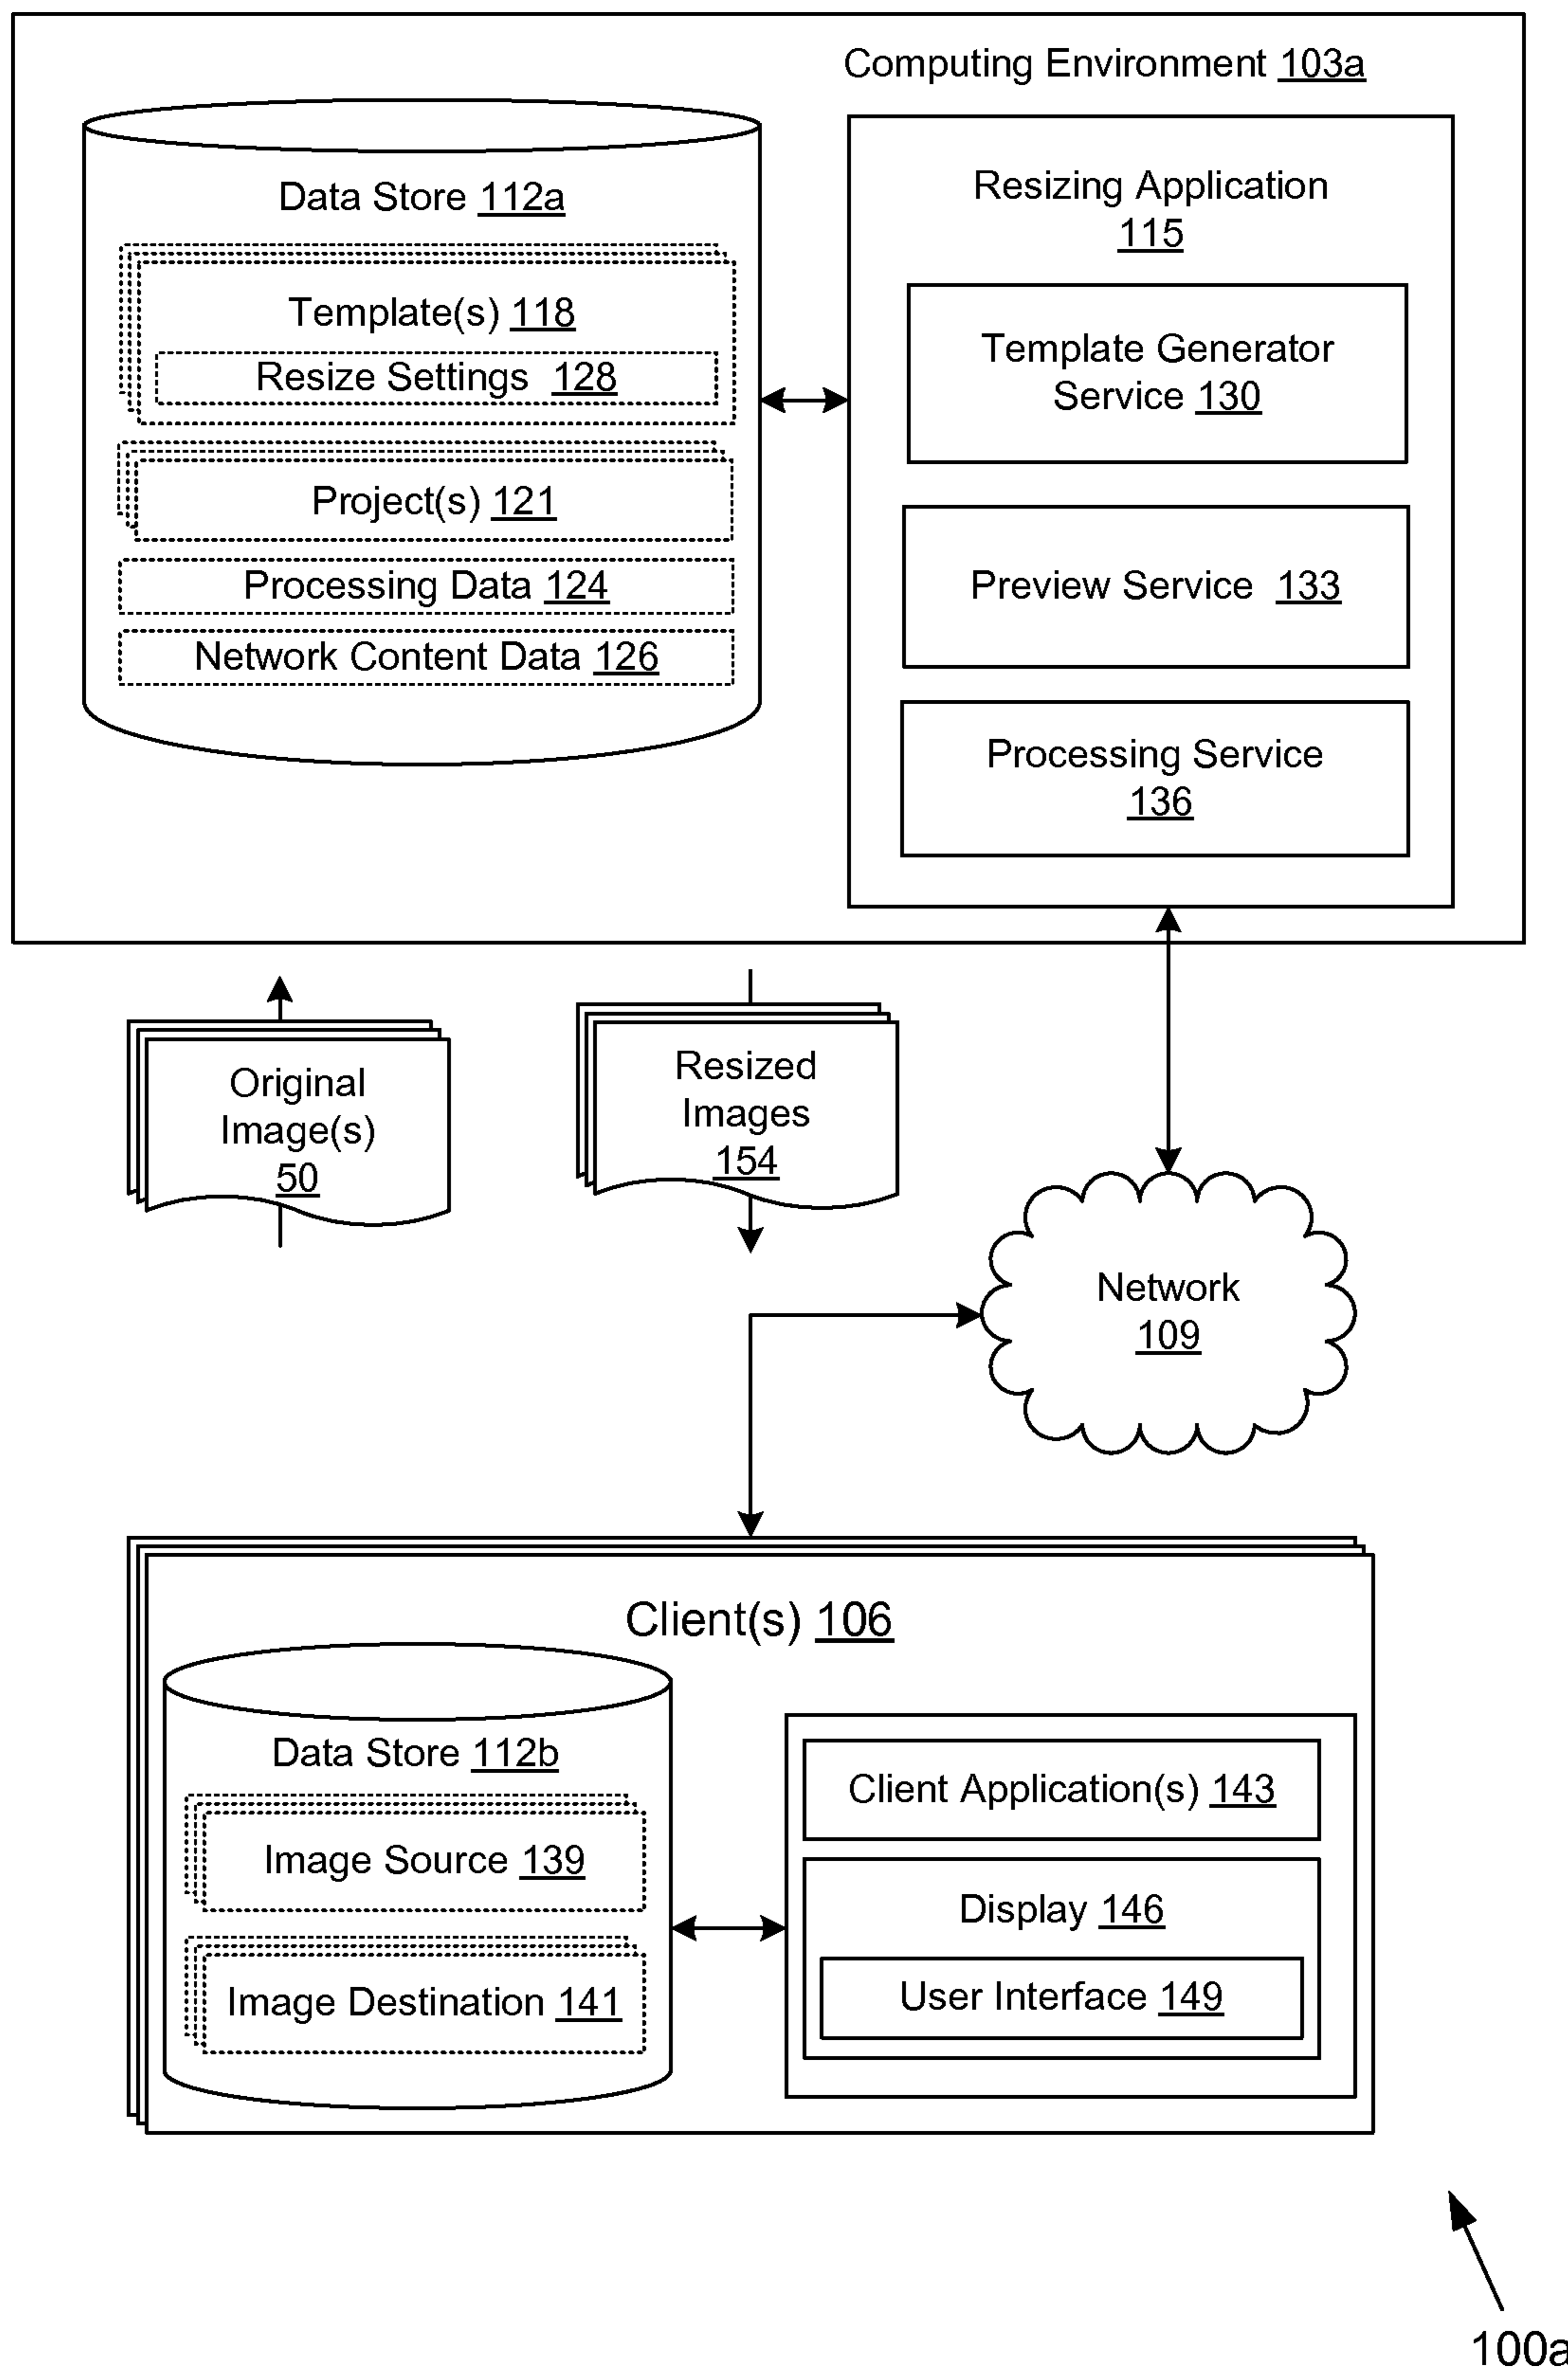 Computing Environment 103a
Data Store 112a
Template(s) 118
Resize Settings 128
Project(s) 121
Processing Data 124
Network Content Data 126
Resizing Application
115
Template Generator
Service 130
Preview Service 133
Processing Service
136
Original
Image(s)
50
Resized
Images
154
Network
109
Client(s) 106
Data Store 112b
Image Source 139
Image Destination 141
Client Application(s) 143
Display 146
User Interface 149
100a